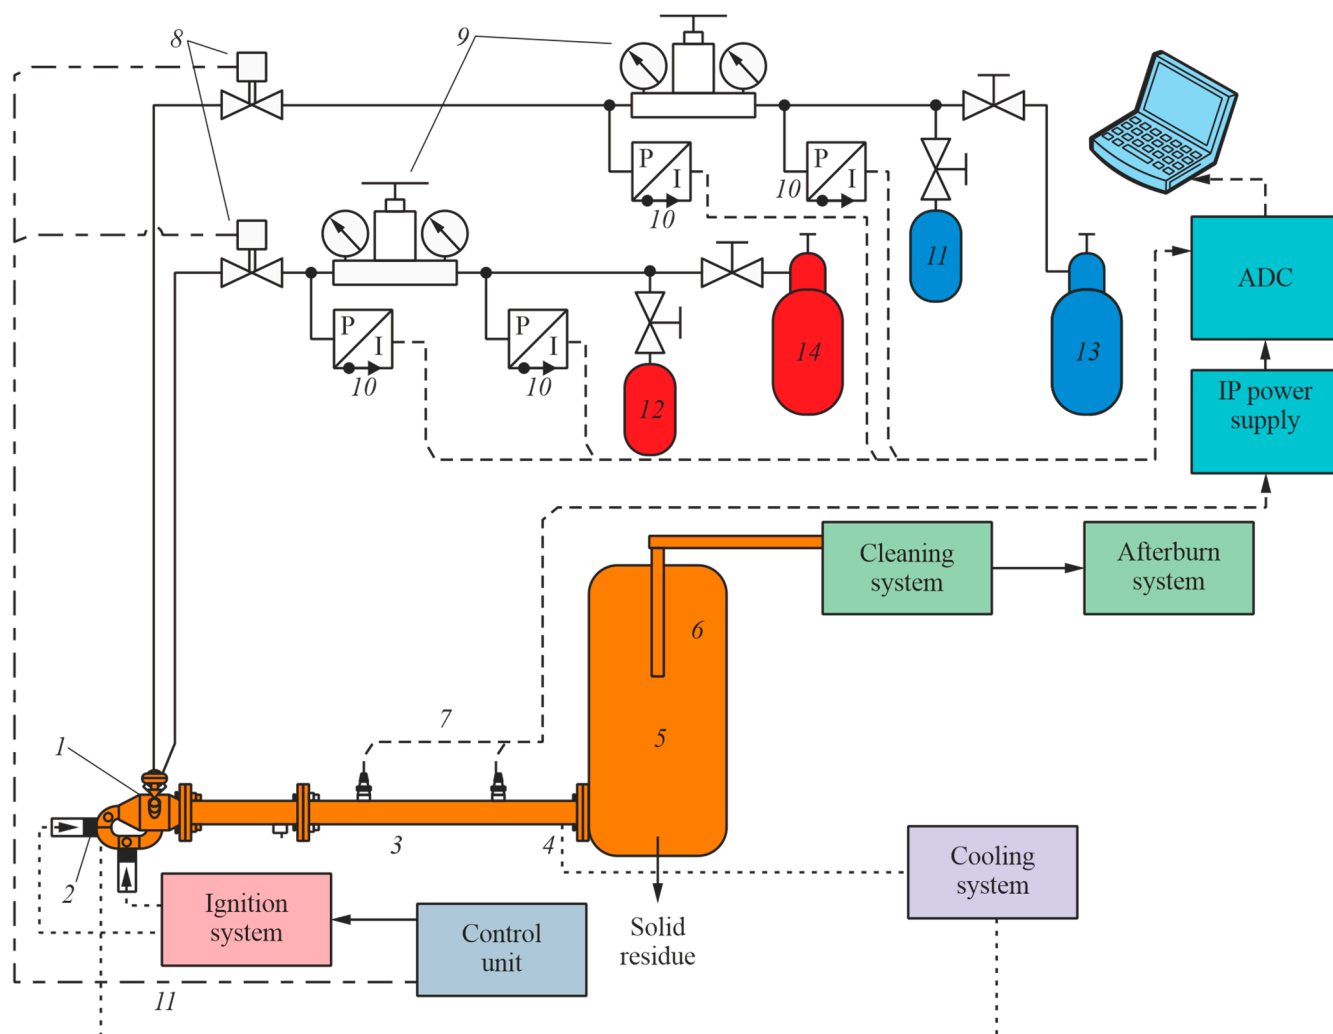 8
9
P
I
10
10
P
I
11
ADC
P
I
10
P
I
10
14
12
13
IP power
supply
Cleaning
system
Afterburn
system
6
5
7
1
3
4
2
Cooling
system
Ignition
system
Control
unit
Solid
residue
11